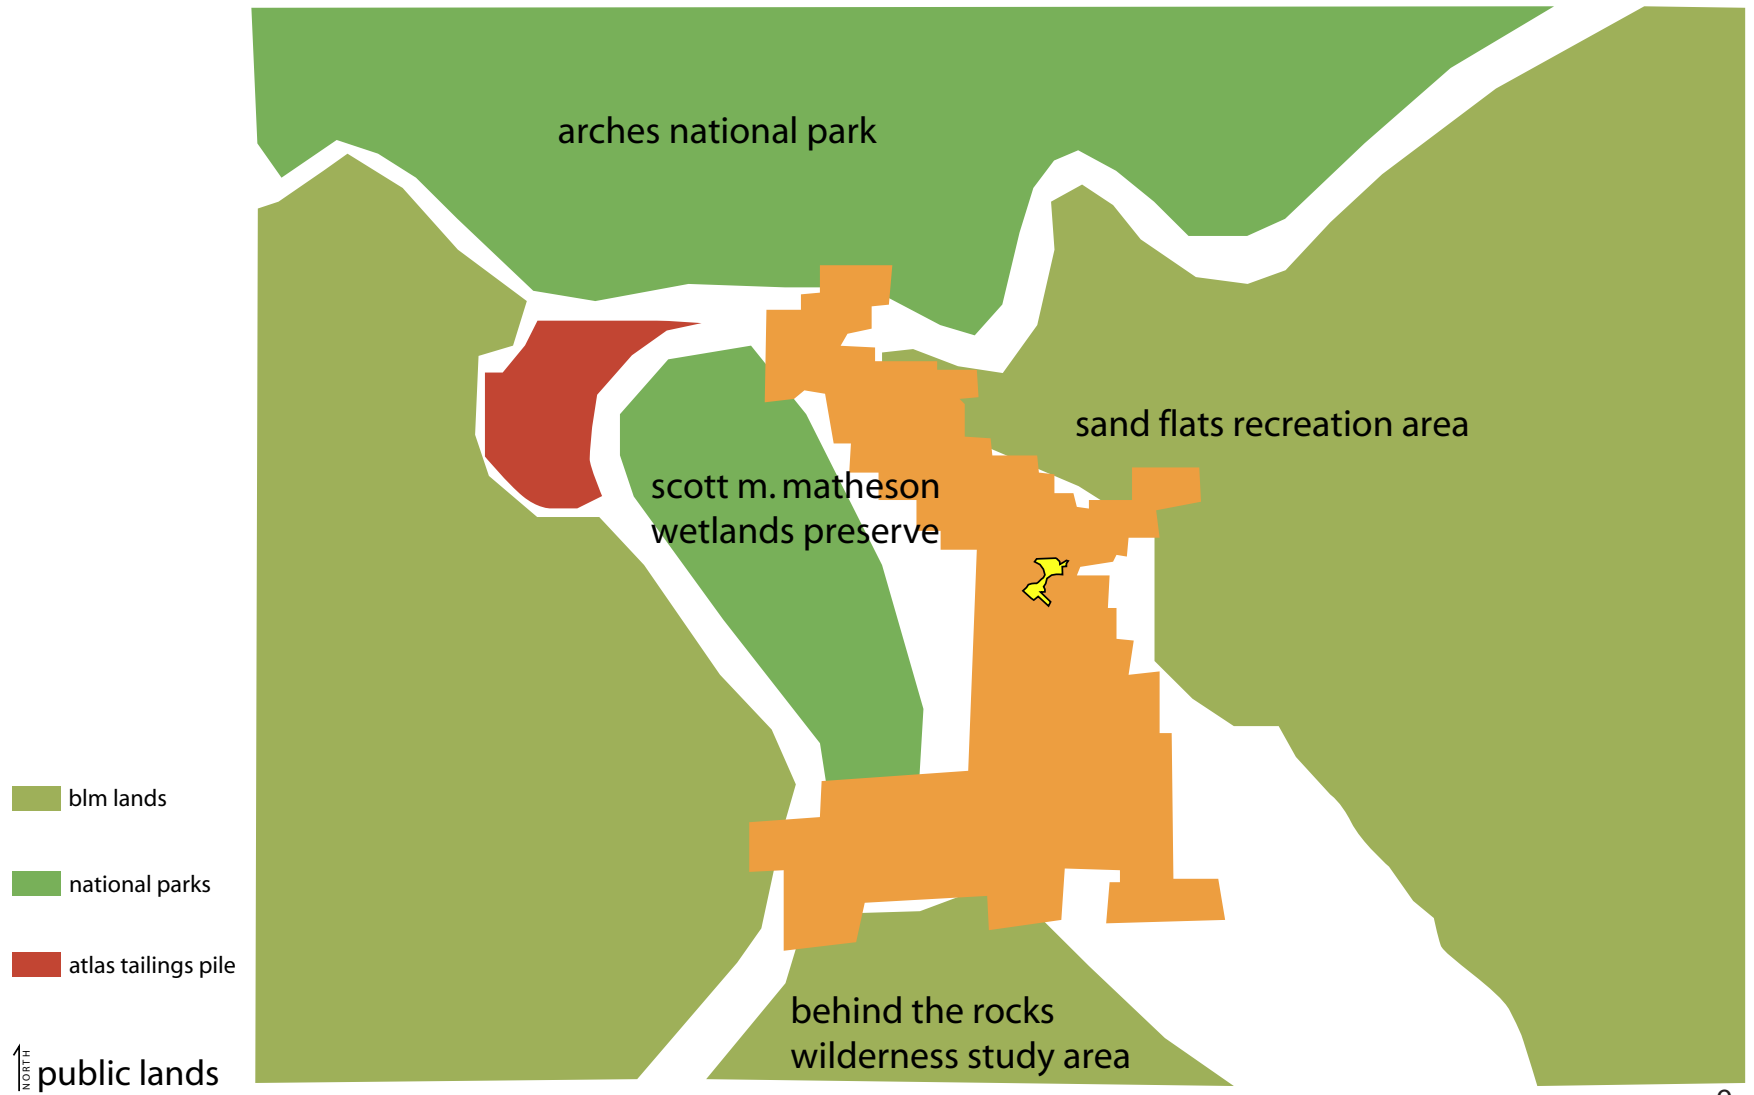 arches national park
sand flats recreation area
scott m. matheson
wetlands preserve
blm lands
national parks
atlas tailings pile
behind the rocks
wilderness study area
NORTH
public lands